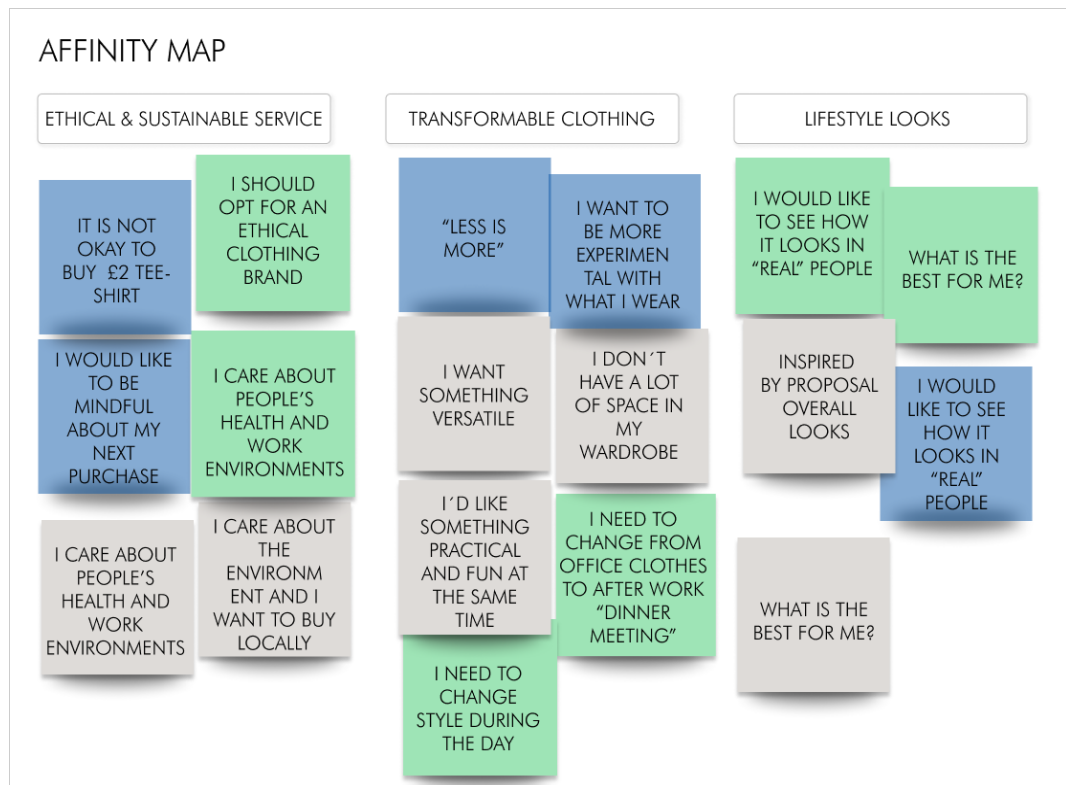 AFFINITY MAP
ETHICAL & SUSTAINABLE SERVICE
IT IS NOT
OKAY TO
BUY £2 TEE-
SHIRT
I SHOULD
OPT FOR AN
ETHICAL
CLOTHING
BRAND
I WOULD LIKE
TO BE
MINDFUL
ABOUT MY
NEXT
PURCHASE
I CARE ABOUT
PEOPLE'S
HEALTH AND
WORK
ENVIRONMENTS
I CARE ABOUT
PEOPLE'S
HEALTH AND
WORK
ENVIRONMENTS
I CARE ABOUT
THE
ENVIRONM
ENT AND I
WANT TO BUY
LOCALLY
TRANSFORMABLE CLOTHING
“LESS IS
MORE”
I WANT TO
BE MORE
EXPERIMEN
TAL WITH
WHAT I WEAR
I WANT
SOMETHING
VERSATILE
I DON´T
HAVE A LOT
OF SPACE IN
MY
WARDROBE
I´D LIKE
SOMETHING
PRACTICAL
AND FUN AT
THE SAME
TIME
I NEED TO
CHANGE FROM
OFFICE CLOTHES
TO AFTER WORK
“DINNER
MEETING”
I NEED TO
CHANGE
STYLE DURING
THE DAY
LIFESTYLE LOOKS
I WOULD LIKE
TO SEE HOW
IT LOOKS IN
“REAL” PEOPLE
WHAT IS THE
BEST FOR ME?
INSPIRED
BY PROPOSAL
OVERALL
LOOKS
I WOULD
LIKE TO SEE
HOW IT
LOOKS IN
“REAL”
PEOPLE
WHAT IS THE
BEST FOR ME?